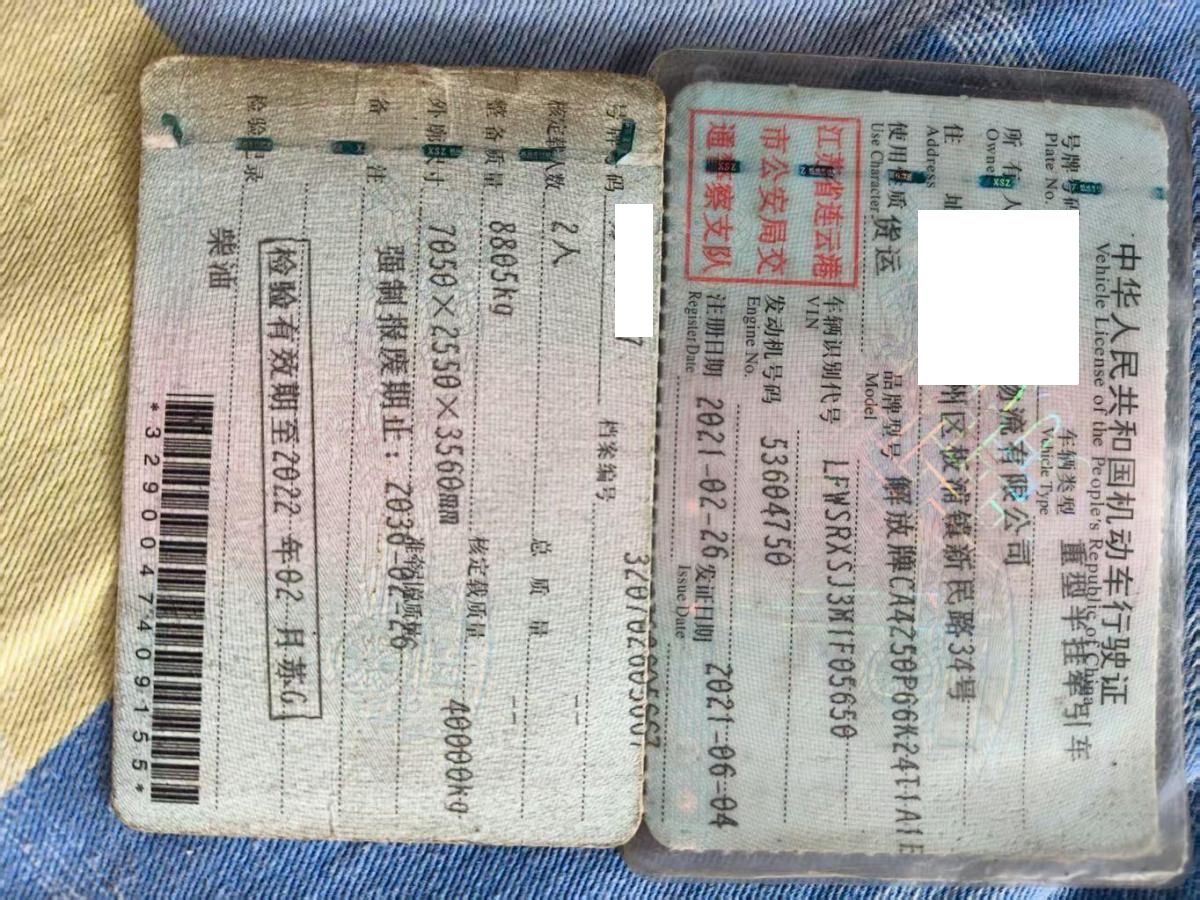 中华人民共和国机动车行驶证
Vehicle License of the People's Republic of China
号牌号码
Plate No.
车辆类型
Vehicle Type
重型半挂牵引车
所有人
Owner
物流有限公司
住址
Address
州区板浦镇新民路34号
使用性质
Use Character
货运
品牌型号
Model
解放牌CA4250P66K24T1A1E
江苏省连云港
市公安局交
通警察支队
车辆识别代号
VIN
LFWSRXSJ3M1F05650
发动机号码
Engine No.
53604750
注册日期
Register Date
2021-02-26
发证日期
Issue Date
2021-06-04
号牌号码
档案编号
核定载人数
2人
总质量
--
整备质量
8805kg
核定载质量
--
外廓尺寸
7050×2550×3560mm
准牵引总质量
40000kg
备注
强制报废期止：2036-02-26
检验有效期至2022年02月苏G
检验记录
柴油
*3290047409155*